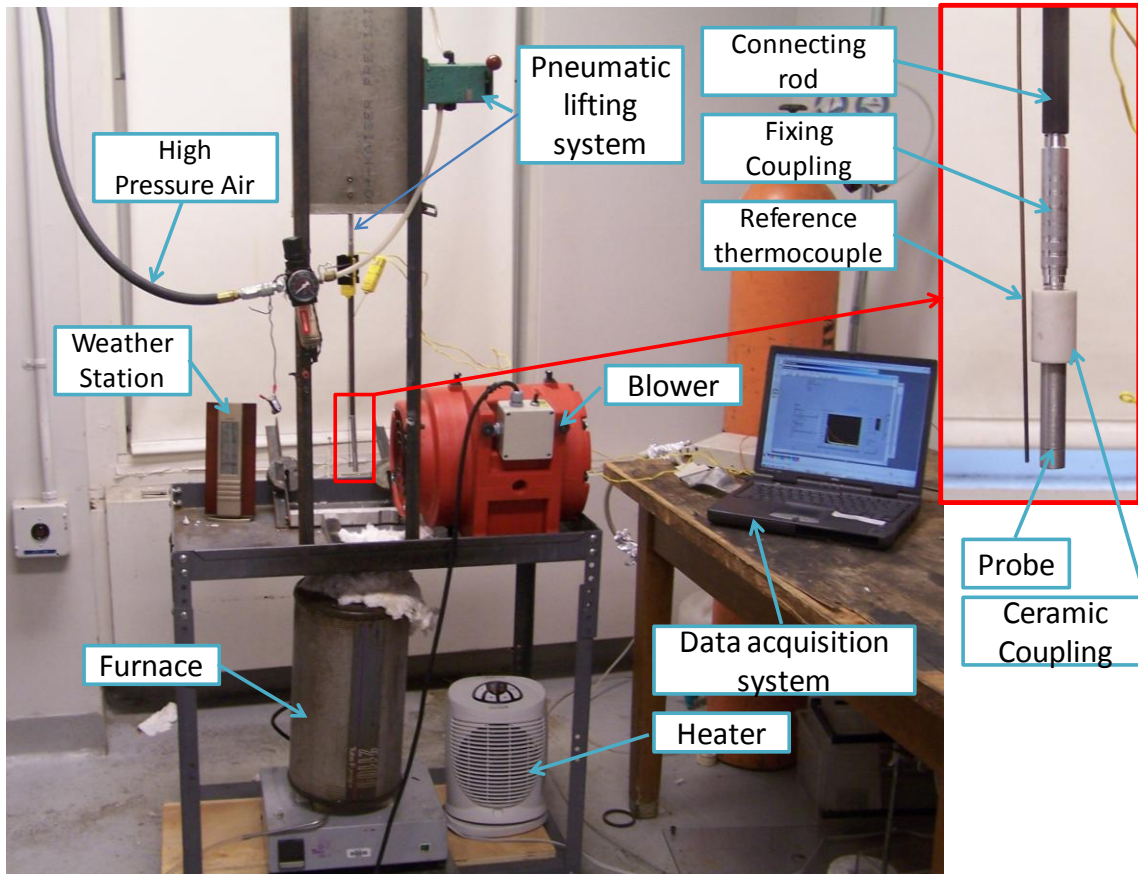 Connecting
rod
Pneumatic
lifting
system
High
Pressure Air
Fixing
Coupling
Reference
thermocouple
Weather
Station
Blower
Probe
Ceramic
Coupling
Data acquisition
system
Furnace
Heater